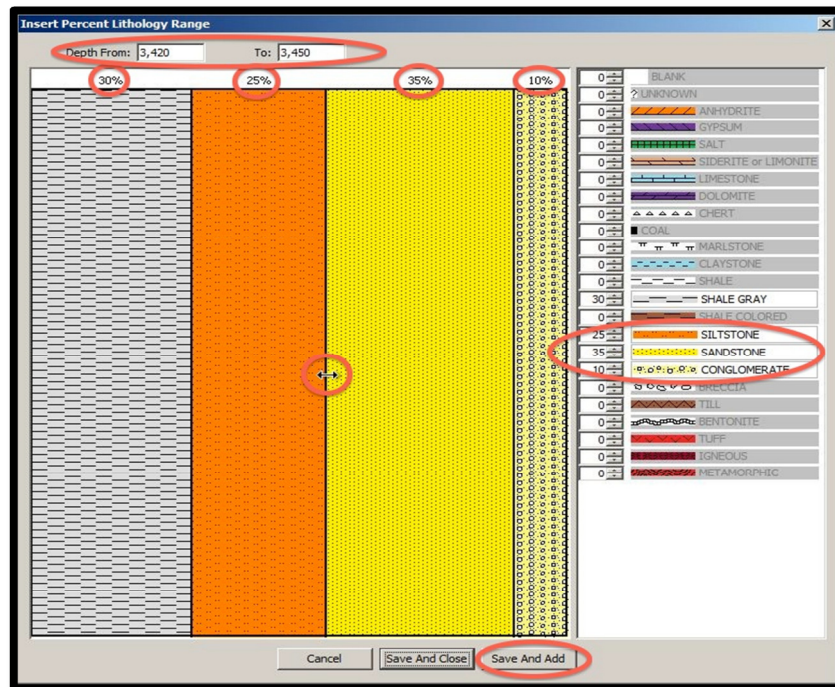 Insert Percent Lithology Range
Depth From: 3,420 To: 3,450
30% 25% 35% 10%
0 BLANK
0 ? UNKNOWN
0 ANHYDRITE
0 GYPSUM
0 SALT
0 SIDERITE or LIMONITE
0 LIMESTONE
0 DOLOMITE
0 CHERT
0 COAL
0 MARLSTONE
0 CLAYSTONE
0 SHALE
30 SHALE GRAY
0 SHALE COLORED
25 SILTSTONE
35 SANDSTONE
10 CONGLOMERATE
0 BRECCIA
0 TILL
0 BENTONITE
0 TUFF
0 IGNEOUS
0 METAMORPHIC
Cancel Save And Close Save And Add